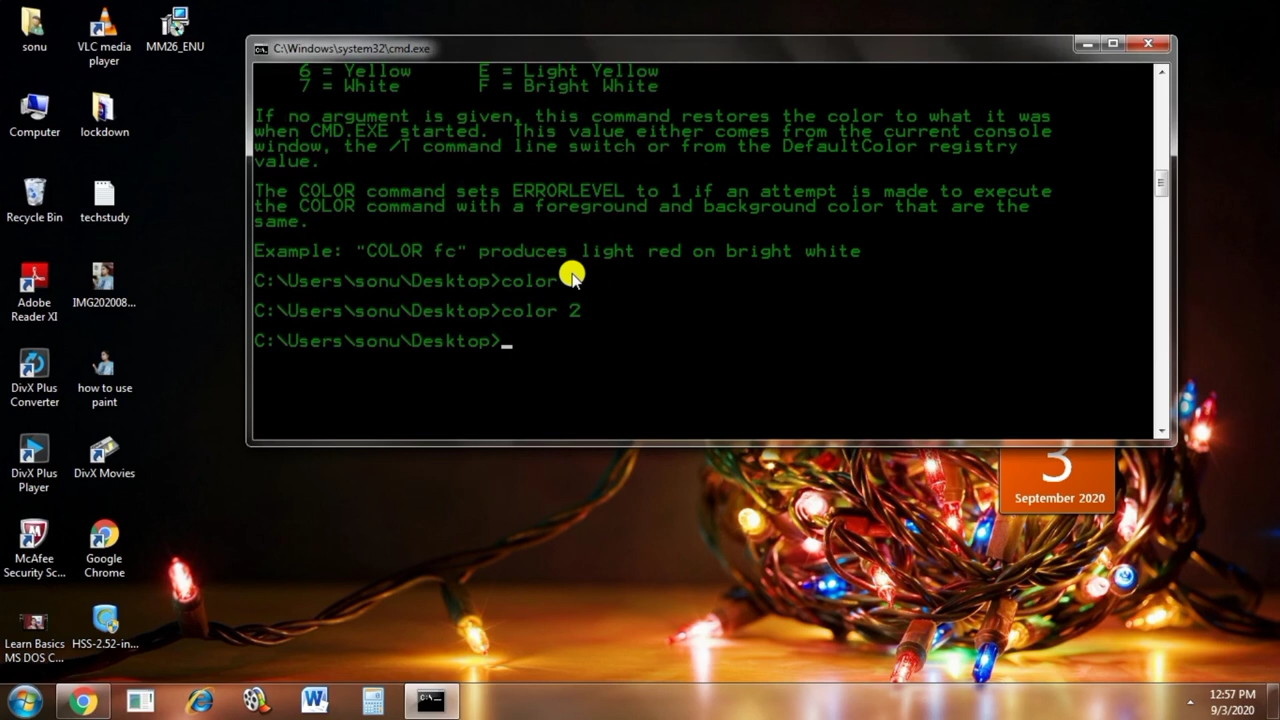 sonu
VLC media
player
MM26_ENU
Computer
lockdown
Recycle Bin
techstudy
Adobe
Reader XI
IMG202008...
DivX Plus
Converter
how to use
paint
DivX Plus
Player
DivX Movies
McAfee
Security Sc...
Google
Chrome
Learn Basics
MS DOS C...
HSS-2.52-in...
C:\Windows\system32\cmd.exe
6 = Yellow E = Light Yellow
7 = White F = Bright White
If no argument is given, this command restores the color to what it was
when CMD.EXE started. This value either comes from the current console
window, the /T command line switch or from the DefaultColor registry
value.
The COLOR command sets ERRORLEVEL to 1 if an attempt is made to execute
the COLOR command with a foreground and background color that are the
same.
Example: "COLOR fc" produces light red on bright white
C:\Users\sonu\Desktop>color
C:\Users\sonu\Desktop>color 2
C:\Users\sonu\Desktop>_
3
September 2020
12:57 PM
9/3/2020